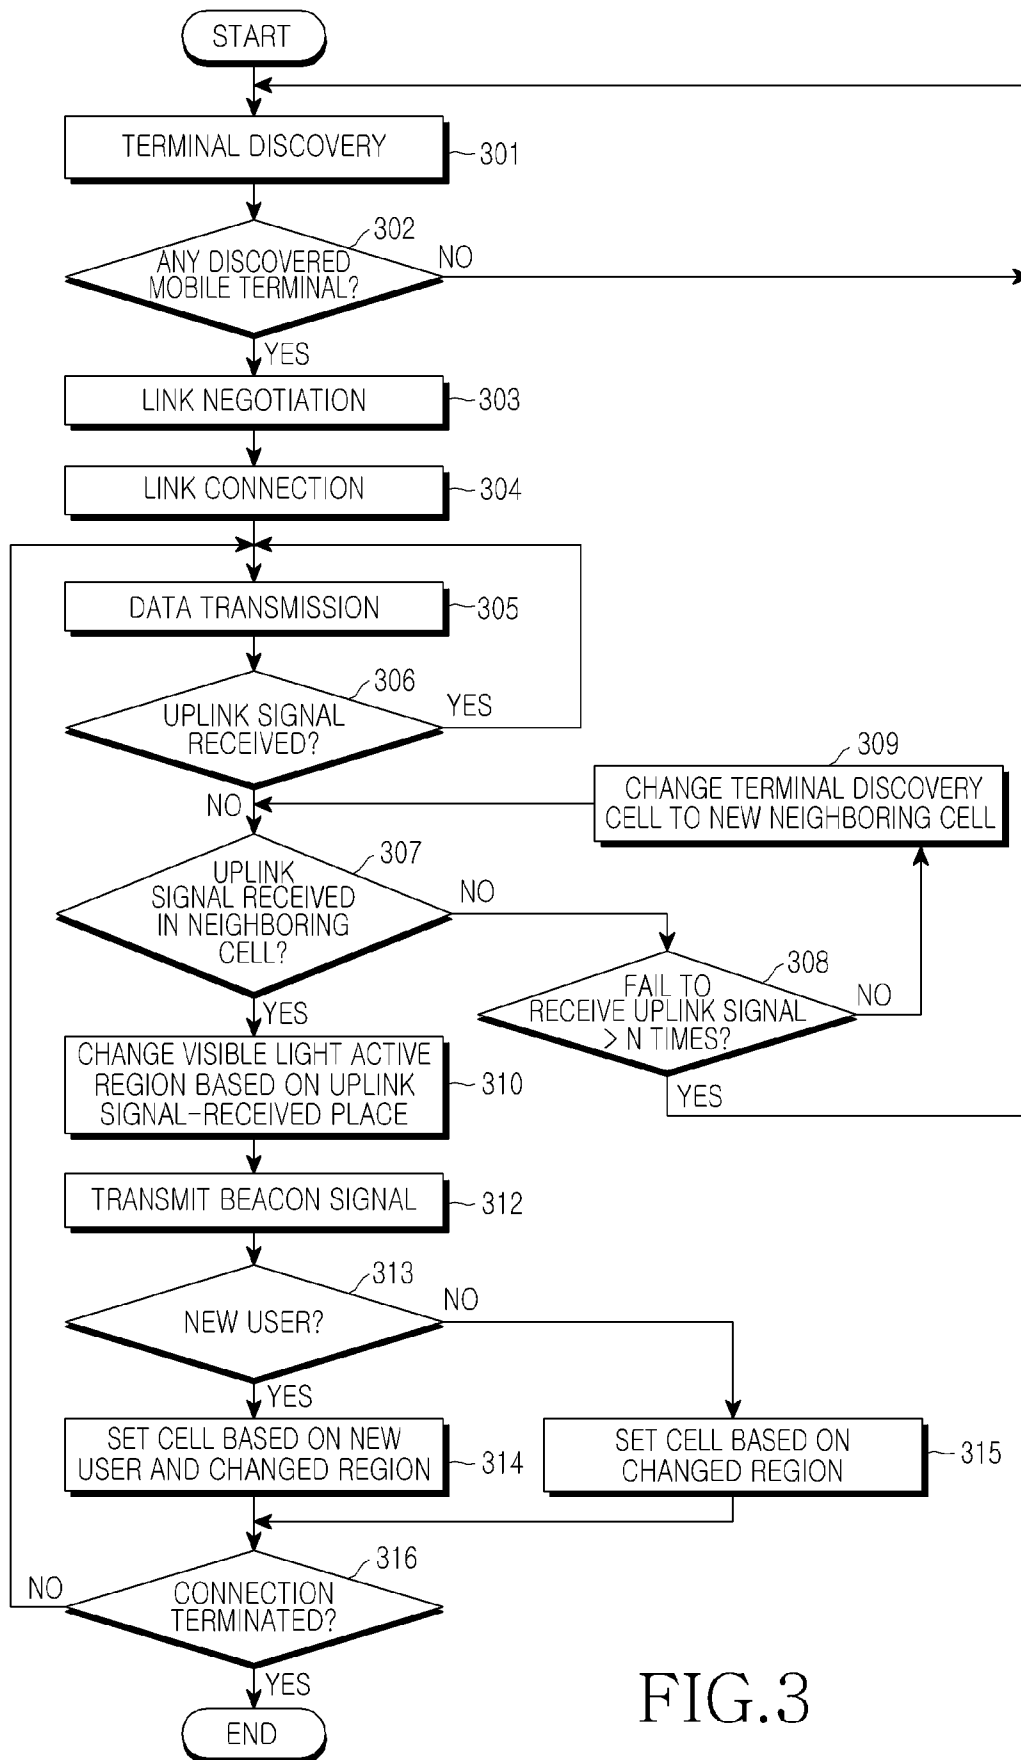 START
TERMINAL DISCOVERY
301
302
ANY DISCOVERED
MOBILE TERMINAL?
NO
YES
LINK NEGOTIATION
303
LINK CONNECTION
304
DATA TRANSMISSION
305
306
UPLINK SIGNAL
RECEIVED?
YES
NO
309
CHANGE TERMINAL DISCOVERY
CELL TO NEW NEIGHBORING CELL
307
UPLINK
SIGNAL RECEIVED
IN NEIGHBORING
CELL?
NO
YES
308
FAIL TO
RECEIVE UPLINK SIGNAL
> N TIMES?
NO
YES
CHANGE VISIBLE LIGHT ACTIVE
REGION BASED ON UPLINK
SIGNAL-RECEIVED PLACE
310
TRANSMIT BEACON SIGNAL
312
313
NEW USER?
NO
YES
SET CELL BASED ON NEW
USER AND CHANGED REGION
314
SET CELL BASED ON
CHANGED REGION
315
316
CONNECTION
TERMINATED?
NO
YES
END
FIG.3